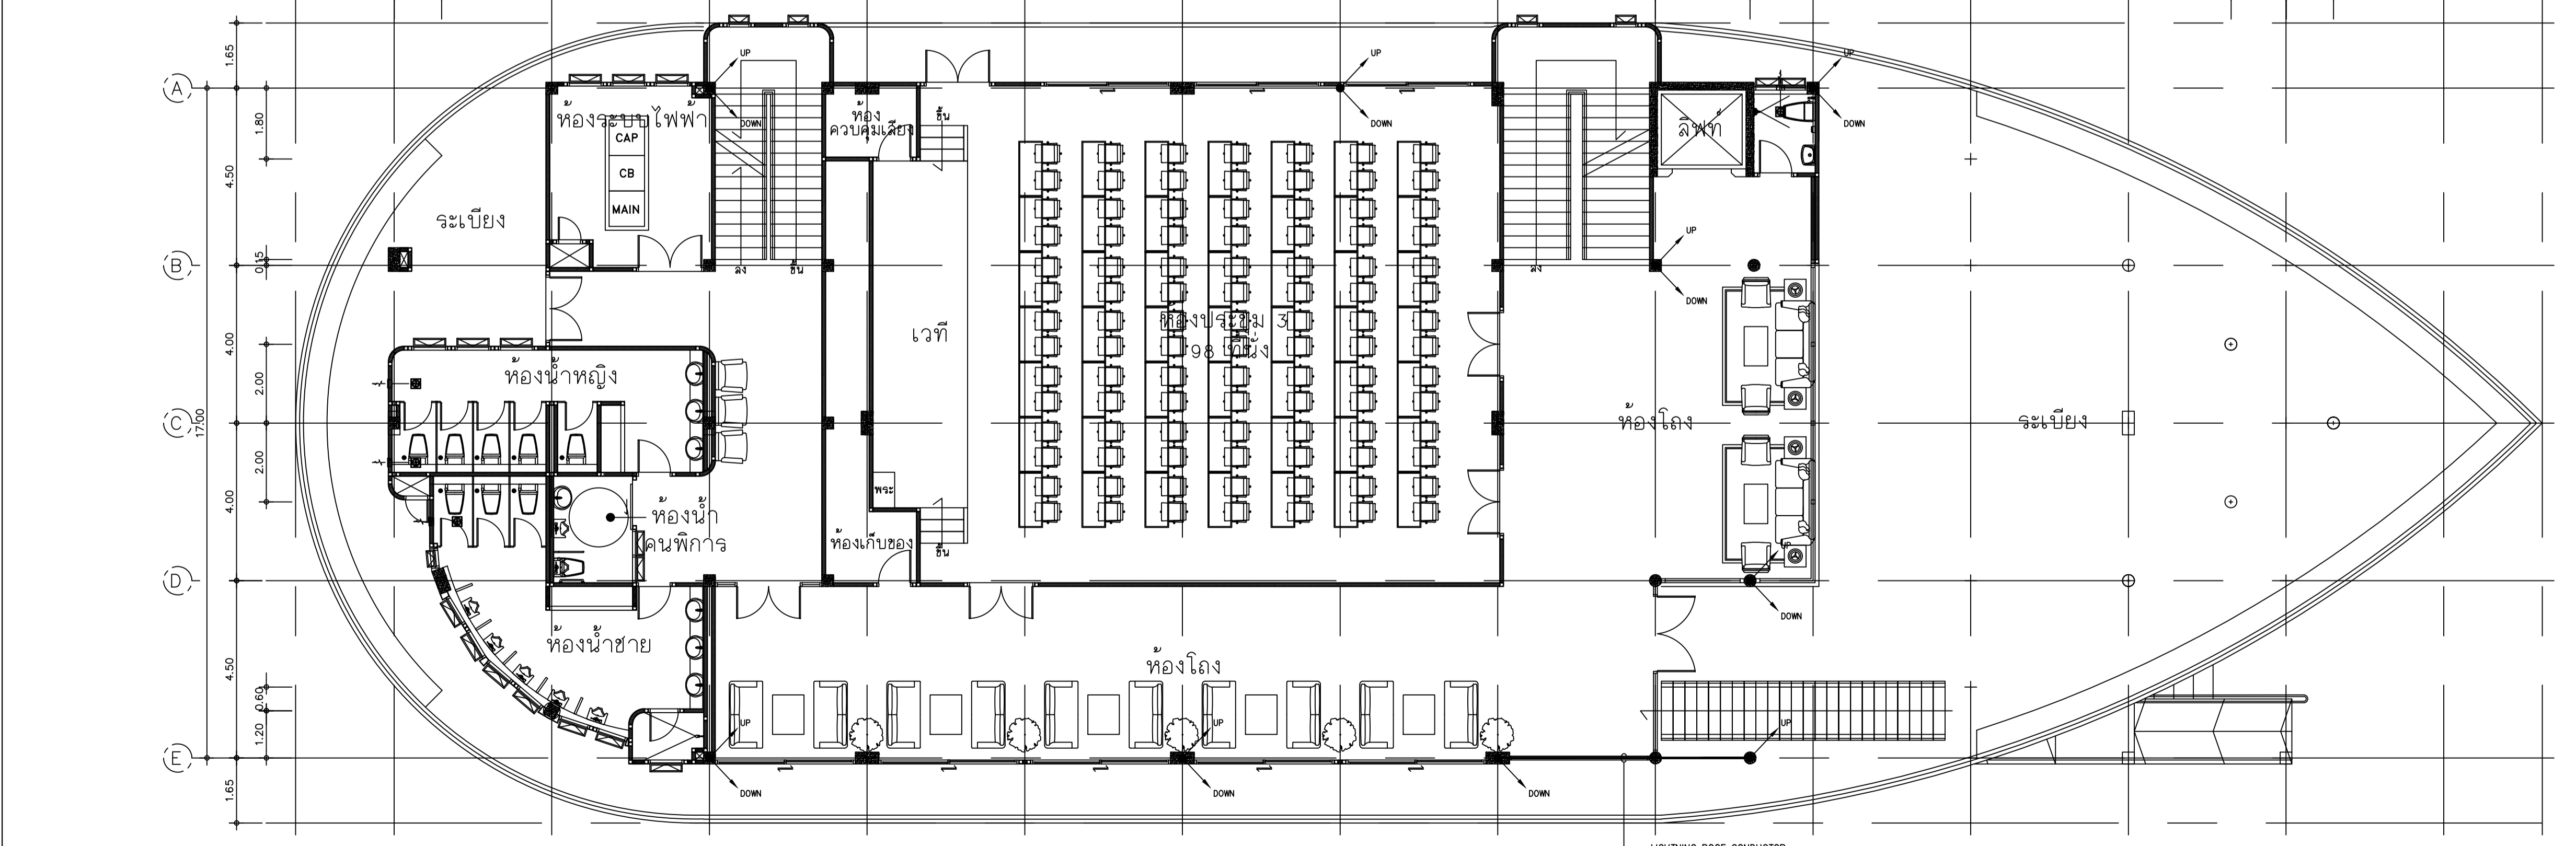 UP
UP
UP
1.65
A
ห้องระบบไฟฟ้า
CAP
CB
MAIN
DOWN
ห้อง
ควบคุมเสียง
ขึ้น
DOWN
ลิฟท์
DOWN
1.80
4.50
ระเบียง
0.15
B
ลง
ขึ้น
ลง
UP
DOWN
4.00
2.00
เวที
ห้องประชุม 3
98 ที่นั่ง
ห้องน้ำหญิง
C
17.00
ห้องโถง
ระเบียง
2.00
4.00
พระ
ห้องน้ำ
คนพิการ
ห้องเก็บของ
ขึ้น
UP
D
DOWN
ห้องน้ำชาย
ห้องโถง
4.50
0.60
1.20
UP
UP
UP
E
1.65
DOWN
DOWN
DOWN